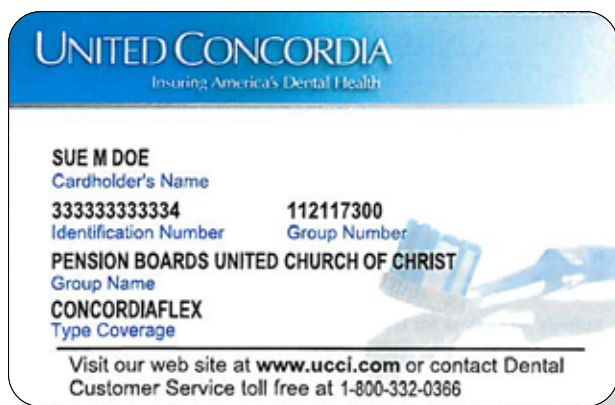 UNITED CONCORDIA
Insuring America's Dental Health
SUE M DOE
Cardholder's Name
333333333334 112117300
Identification Number Group Number
PENSION BOARDS UNITED CHURCH OF CHRIST
Group Name
CONCORDIAFLEX
Type Coverage
Visit our web site at www.ucci.com or contact Dental
Customer Service toll free at 1-800-332-0366